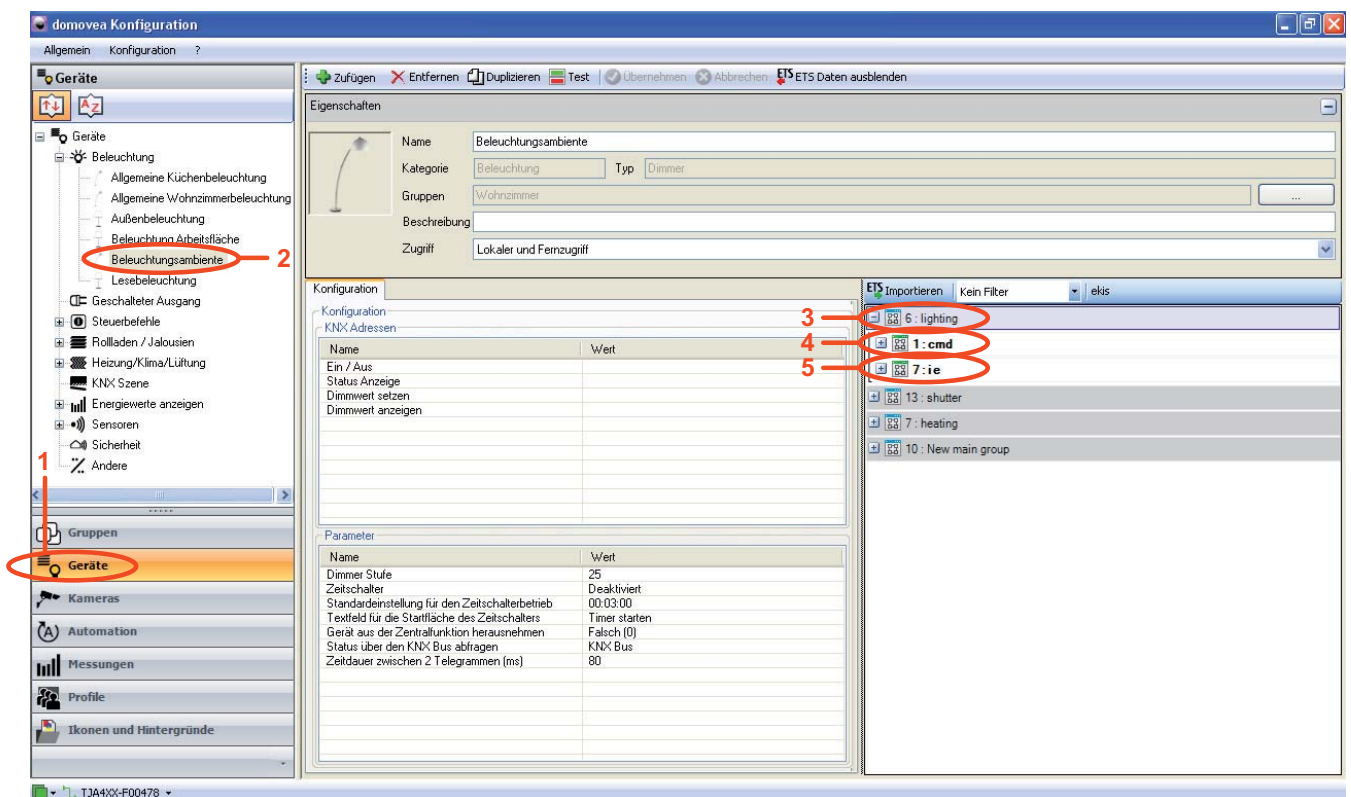 domovea Konfiguration
Allgemein Konfiguration ?
Geräte
Zufügen Entfernen Duplizieren Test Übernehmen Abbrechen ETS ETS Daten ausblenden
A Z
Geräte
Beleuchtung
Allgemeine Küchenbeleuchtung
Allgemeine Wohnzimmerbeleuchtung
Außenbeleuchtung
Beleuchtung Arbeitsfläche
Beleuchtungsambiente
2
Lesebeleuchtung
Geschalteter Ausgang
Steuerbefehle
Rollladen / Jalousien
Heizung/Klima/Lüftung
KNX Szene
Energiewerte anzeigen
Sensoren
Sicherheit
Andere
1
Gruppen
Geräte
Kameras
Automation
Messungen
Profile
Ikonen und Hintergründe
Eigenschaften
Name Beleuchtungsambiente
Kategorie Beleuchtung Typ Dimmer
Gruppen Wohnzimmer ...
Beschreibung
Zugriff Lokaler und Fernzugriff
Konfiguration
Konfiguration
KNX Adressen
Name Wert
Ein / Aus
Status Anzeige
Dimmwert setzen
Dimmwert anzeigen
Parameter
Name Wert
Dimmer Stufe 25
Zeitschalter Deaktiviert
Standardeinstellung für den Zeitschalterbetrieb 00:03:00
Textfeld für die Startfläche des Zeitschalters Timer starten
Gerät aus der Zentralfunktion herausnehmen Falsch (0)
Status über den KNX Bus abfragen KNX Bus
Zeitdauer zwischen 2 Telegrammen (ms) 80
ETS Importieren Kein Filter ekis
3 6 : lighting
4 1 : cmd
5 7 : ie
13 : shutter
7 : heating
10 : New main group
TJA4XX-F00478